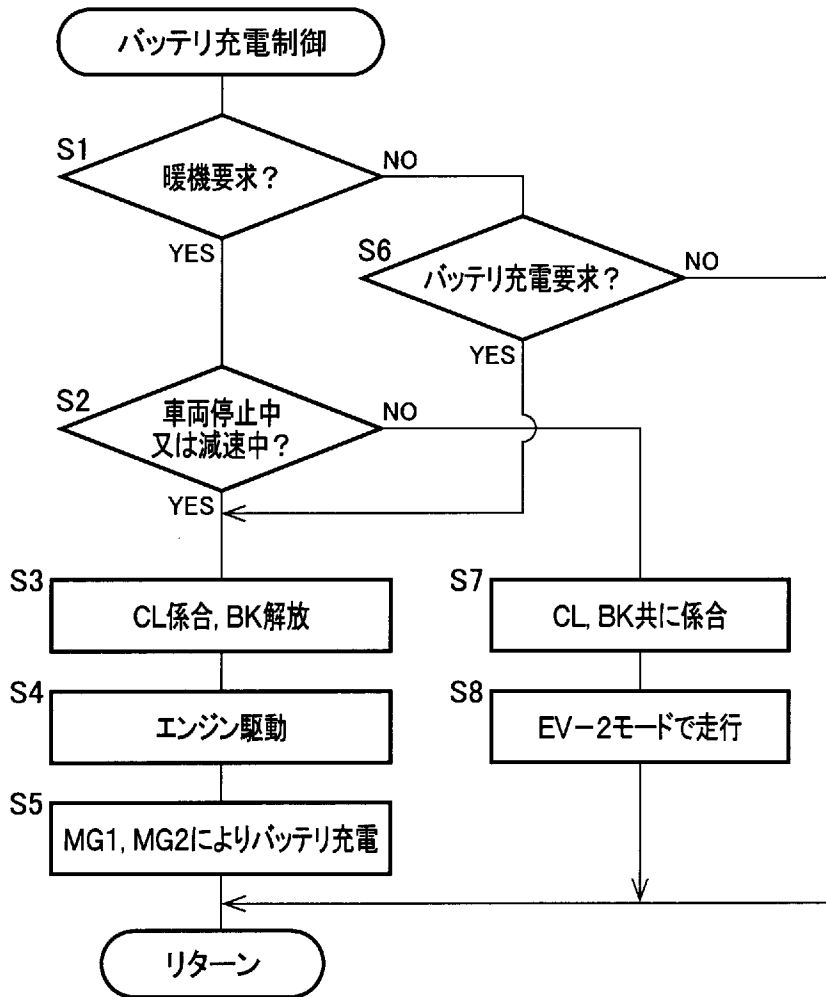 バッテリ充電制御
S1
暖機要求?
NO
YES
S6
バッテリ充電要求?
NO
YES
S2
車両停止中
又は減速中?
NO
YES
S3
CL係合, BK解放
S7
CL, BK共に係合
S4
エンジン駆動
S8
EV−2モードで走行
S5
MG1, MG2によりバッテリ充電
リターン